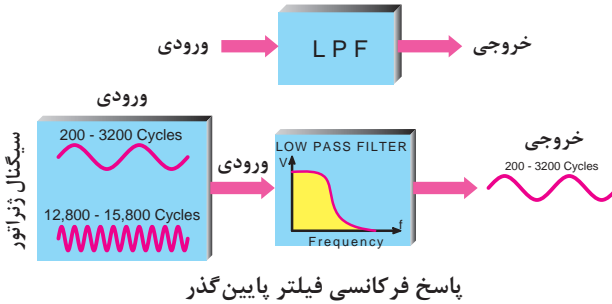 ورودی
LPF
خروجی
ورودی
سیگنال ژنراتور
200 - 3200 Cycles
12,800 - 15,800 Cycles
ورودی
LOW PASS FILTER
V
f
Frequency
خروجی
200 - 3200 Cycles
پاسخ فرکانسی فیلتر پایین‌گذر